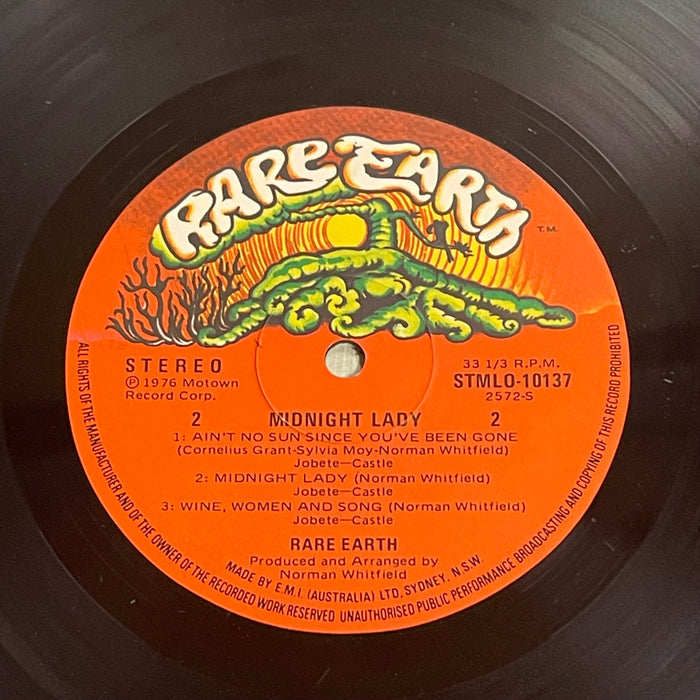 RARE EARTH
T.M.
STEREO
℗ 1976 Motown
Record Corp.
33 1/3 R.P.M.
STMLO-10137
2572-S
2 MIDNIGHT LADY 2
1: AIN'T NO SUN SINCE YOU'VE BEEN GONE
(Cornelius Grant-Sylvia Moy-Norman Whitfield)
Jobete—Castle
2: MIDNIGHT LADY (Norman Whitfield)
Jobete—Castle
3: WINE, WOMEN AND SONG (Norman Whitfield)
Jobete—Castle
RARE EARTH
Produced and Arranged by
Norman Whitfield
MADE BY E.M.I. (AUSTRALIA) LTD, SYDNEY, N.S.W.
ALL RIGHTS OF THE MANUFACTURER AND OF THE OWNER OF THE RECORDED WORK RESERVED UNAUTHORISED PUBLIC PERFORMANCE BROADCASTING AND COPYING OF THIS RECORD PROHIBITED